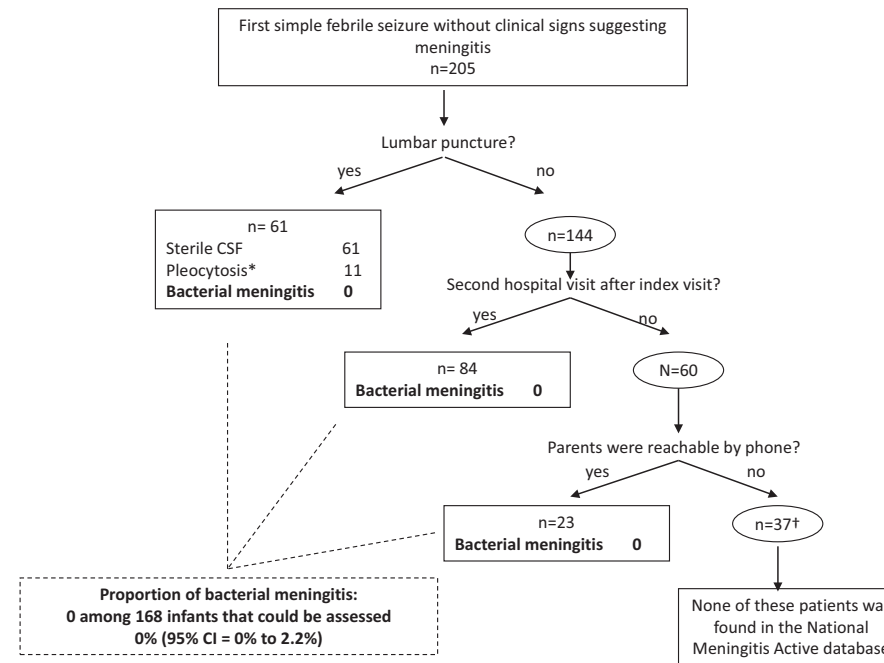 First simple febrile seizure without clinical signs suggesting
meningitis
n=205
Lumbar puncture?
yes
no
n= 61
Sterile CSF 61
Pleocytosis* 11
Bacterial meningitis 0
n=144
Second hospital visit after index visit?
yes
no
n= 84
Bacterial meningitis 0
N=60
Parents were reachable by phone?
yes
no
n=23
Bacterial meningitis 0
n=37†
Proportion of bacterial meningitis:
0 among 168 infants that could be assessed
0% (95% CI = 0% to 2.2%)
None of these patients wa
found in the National
Meningitis Active database